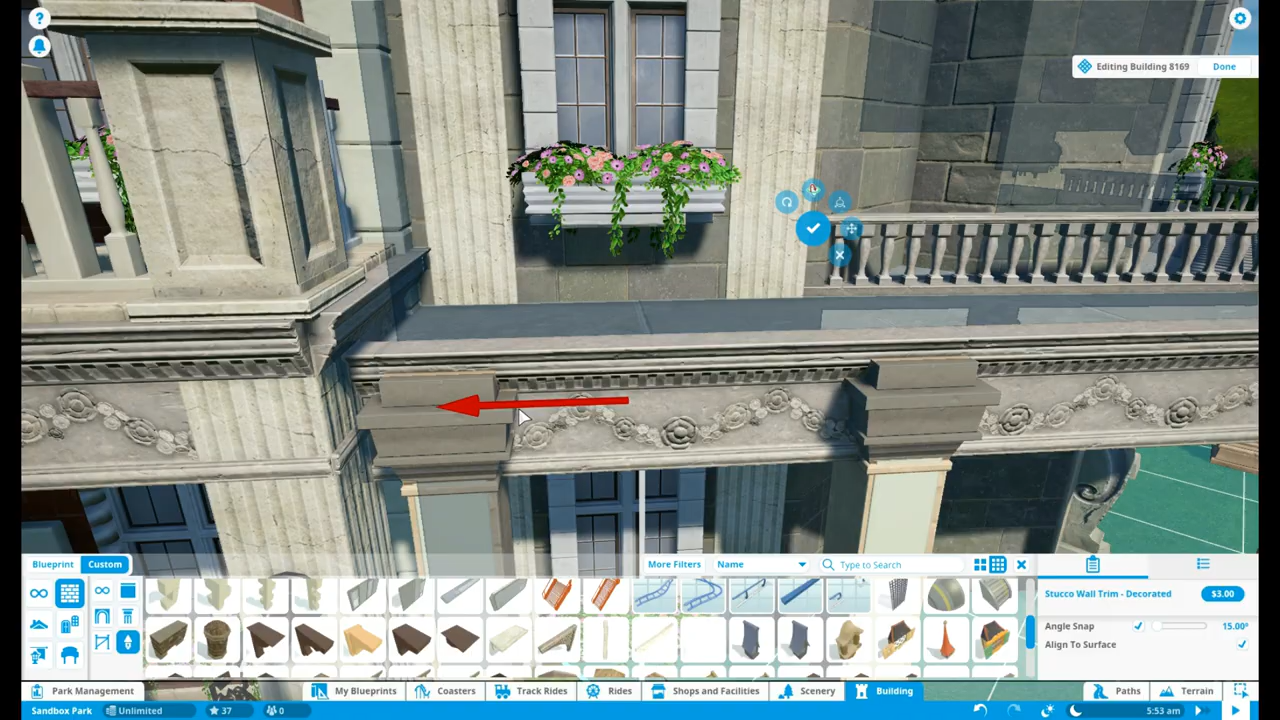 ?
Editing Building 8169 Done
Blueprint Custom More Filters Name Type to Search
Stucco Wall Trim - Decorated $3.00
Angle Snap 15.00°
Align To Surface
Park Management My Blueprints Coasters Track Rides Rides Shops and Facilities Scenery Building Paths Terrain
Sandbox Park Unlimited 37 0 5:53 am